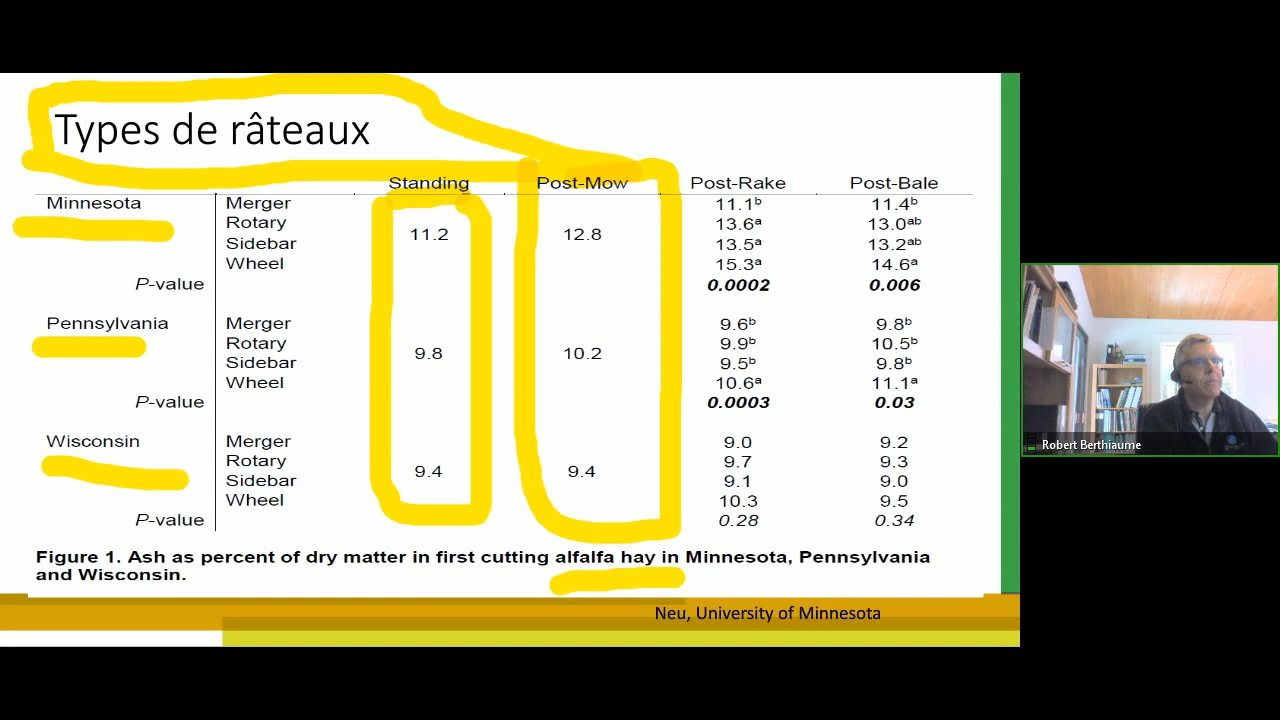 Types de râteaux
Standing Post-Mow Post-Rake Post-Bale
Minnesota Merger 11.1ᵇ 11.4ᵇ
Rotary 13.6ᵃ 13.0ᵃᵇ
11.2 12.8
Sidebar 13.5ᵃ 13.2ᵃᵇ
Wheel 15.3ᵃ 14.6ᵃ
P-value 0.0002 0.006
Pennsylvania Merger 9.6ᵇ 9.8ᵇ
Rotary 9.9ᵇ 10.5ᵇ
9.8 10.2
Sidebar 9.5ᵇ 9.8ᵇ
Wheel 10.6ᵃ 11.1ᵃ
P-value 0.0003 0.03
Wisconsin Merger 9.0 9.2
Rotary 9.7 9.3
9.4 9.4
Sidebar 9.1 9.0
Wheel 10.3 9.5
P-value 0.28 0.34
Figure 1. Ash as percent of dry matter in first cutting alfalfa hay in Minnesota, Pennsylvania
and Wisconsin.
Neu, University of Minnesota
Robert Berthiaume